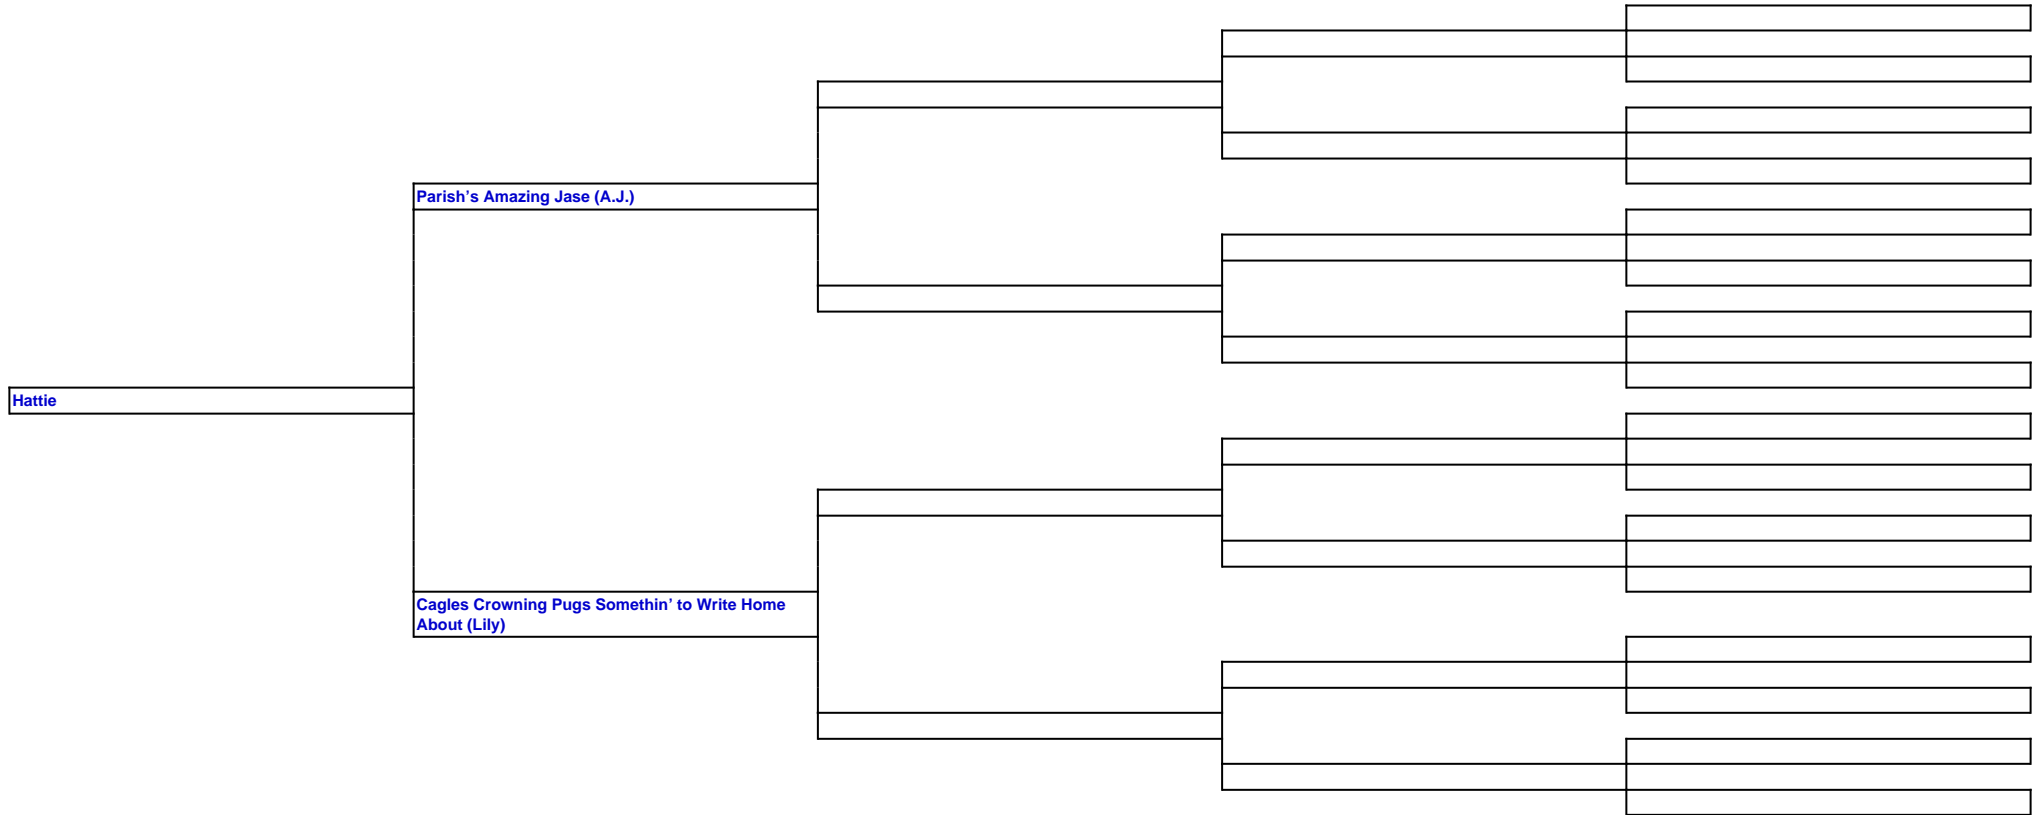 Parish’s Amazing Jase (A.J.)
Hattie
Cagles Crowning Pugs Somethin’ to Write Home
About (Lily)